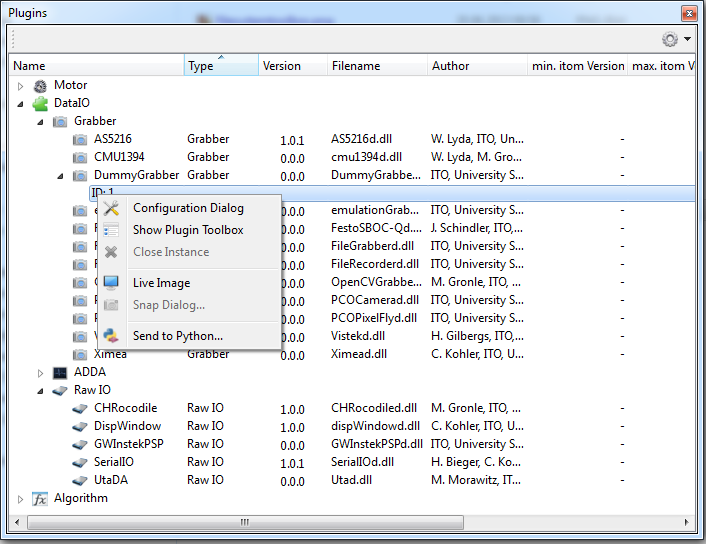 Plugins
Name Type Version Filename Author min. itom Version max. itom V
Motor
DataIO
Grabber
AS5216 Grabber 1.0.1 AS5216d.dll W. Lyda, ITO, Un... -
CMU1394 Grabber 0.0.0 cmu1394d.dll W. Lyda, M. Gro... -
DummyGrabber Grabber 0.0.0 DummyGrabbe... ITO, University S... -
ID: 1
Configuration Dialog 0.0.0 emulationGrab... ITO, University S... -
Show Plugin Toolbox 0.0.0 FestoSBOC-Qd... J. Schindler, ITO, ... -
Close Instance 0.0.0 FileGrabberd.dll ITO, University S... -
0.0.0 FileRecorderd.dll ITO, University S... -
Live Image 0.0.0 OpenCVGrabbe... M. Gronle, ITO, ... -
Snap Dialog... 0.0.0 PCOCamerad.dll ITO, University S... -
0.0.0 PCOPixelFlyd.dll ITO, University S... -
Send to Python... 0.0.0 Vistekd.dll H. Gilbergs, ITO,... -
Ximea Grabber 0.0.0 Ximead.dll C. Kohler, ITO, U... -
ADDA
Raw IO
CHRocodile Raw IO 1.0.0 CHRocodiled.dll M. Gronle, ITO, ... -
DispWindow Raw IO 1.0.0 dispWindowd.dll C. Kohler, ITO, U... -
GWInstekPSP Raw IO 0.0.0 GWInstekPSPd.dll ITO, University S... -
SerialIO Raw IO 1.0.1 SerialIOd.dll H. Bieger, C. Ko... -
UtaDA Raw IO 0.0.0 Utad.dll M. Morawitz, IT... -
Algorithm